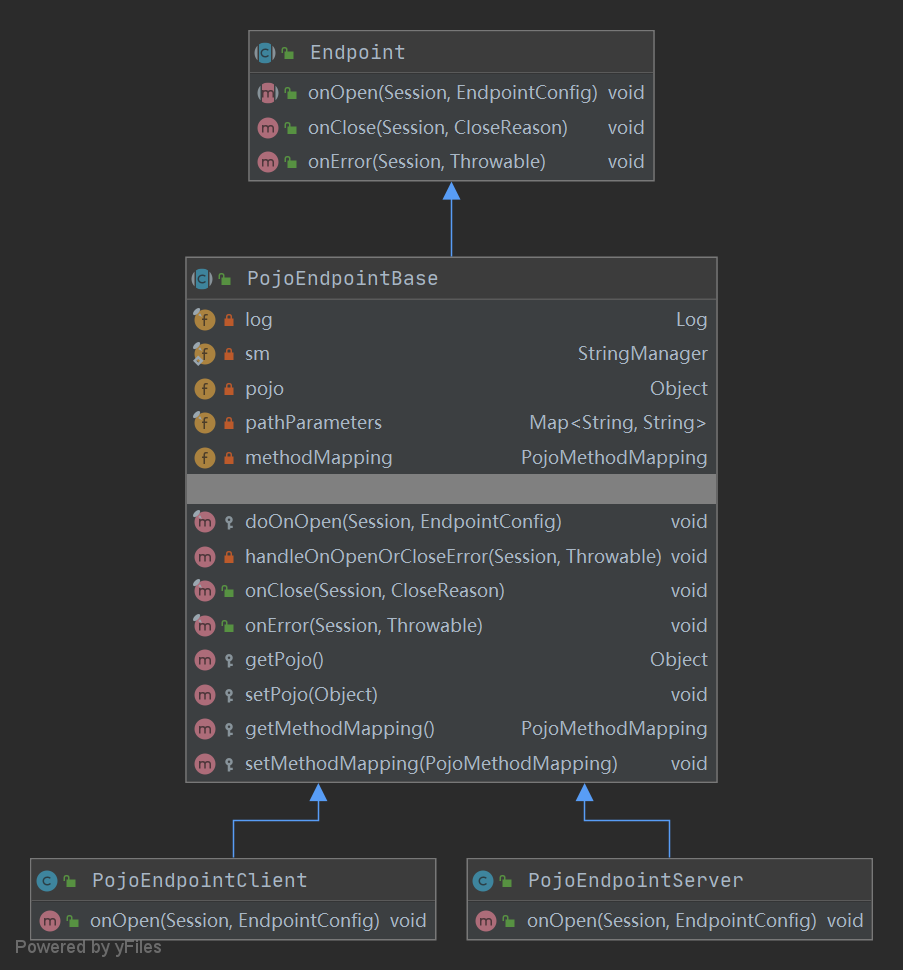 Endpoint
onOpen(Session, EndpointConfig) void
onClose(Session, CloseReason) void
onError(Session, Throwable) void
PojoEndpointBase
log Log
sm StringManager
pojo Object
pathParameters Map<String, String>
methodMapping PojoMethodMapping
doOnOpen(Session, EndpointConfig) void
handleOnOpenOrCloseError(Session, Throwable) void
onClose(Session, CloseReason) void
onError(Session, Throwable) void
getPojo() Object
setPojo(Object) void
getMethodMapping() PojoMethodMapping
setMethodMapping(PojoMethodMapping) void
PojoEndpointClient
onOpen(Session, EndpointConfig) void
PojoEndpointServer
onOpen(Session, EndpointConfig) void
Powered by yFiles